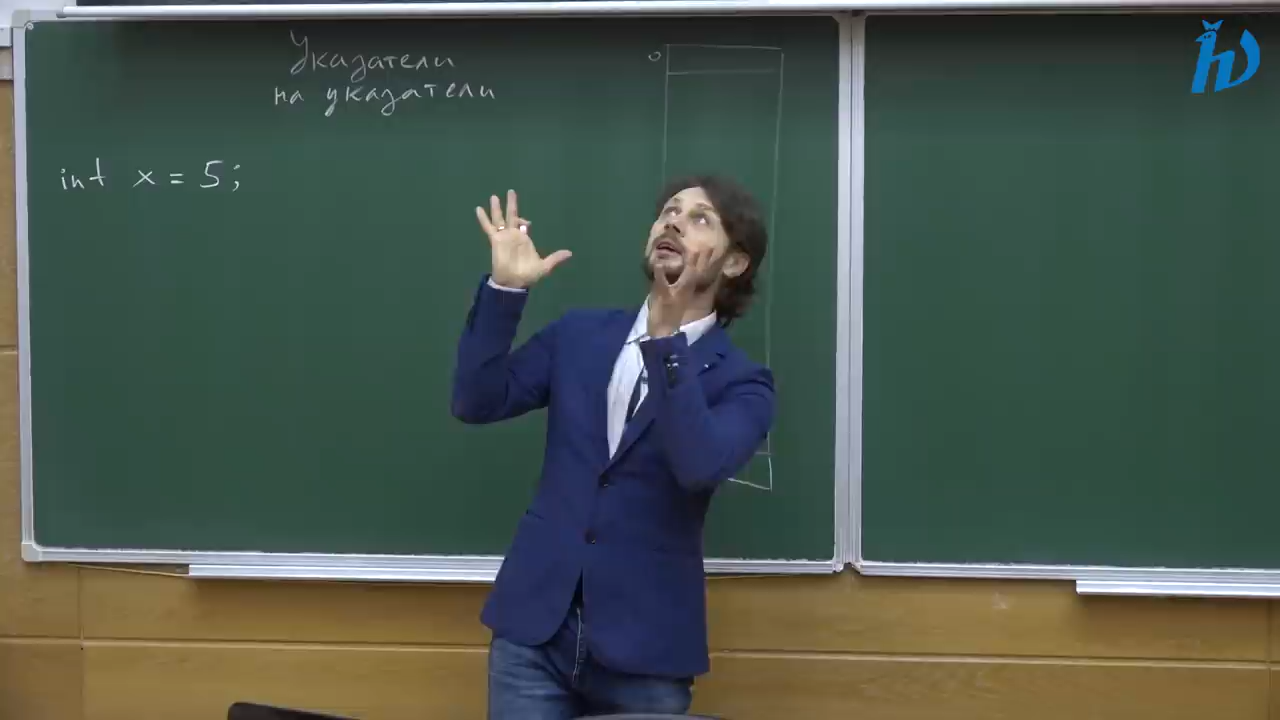 Указатели
на указатели
0
int x = 5;